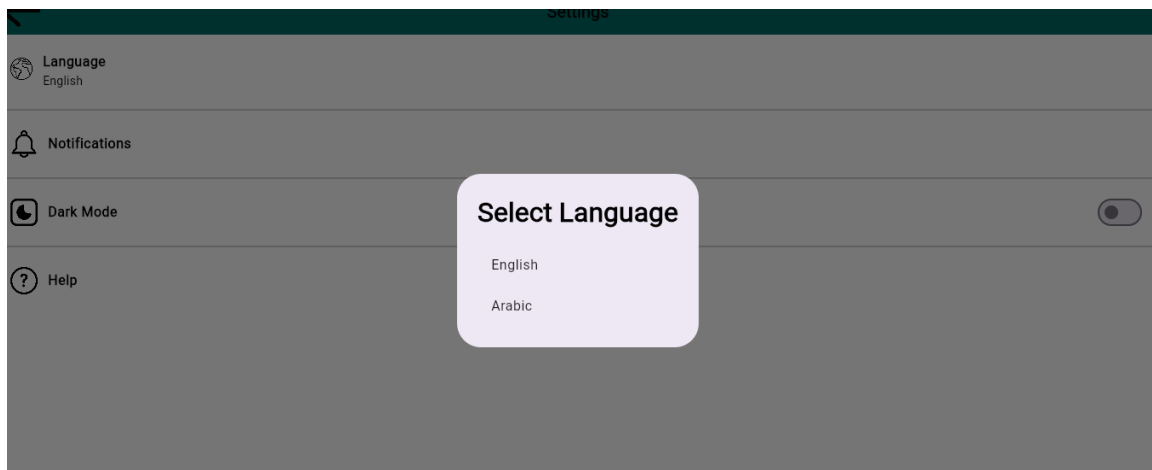 Settings
Language
English
Notifications
Dark Mode
Help
Select Language
English
Arabic